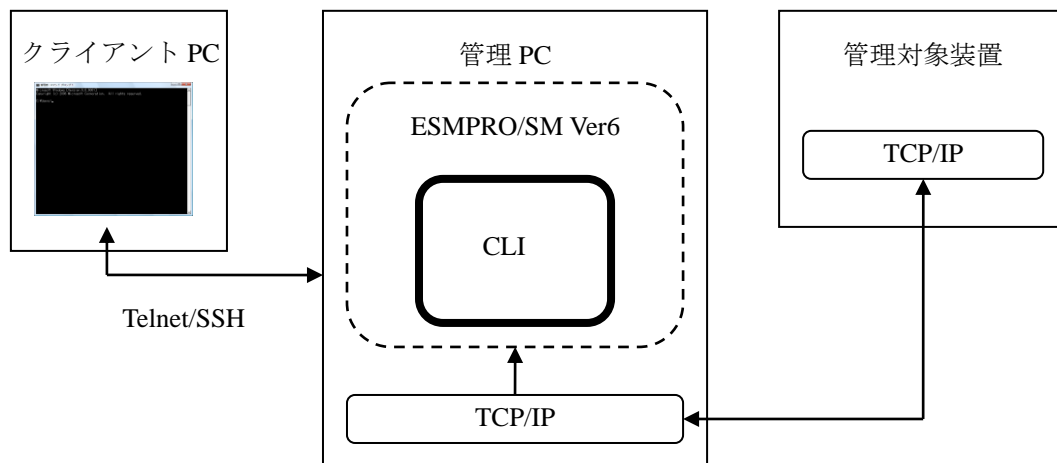 クライアント PC
管理 PC
管理対象装置
ESMPRO/SM Ver6
TCP/IP
CLI
Telnet/SSH
TCP/IP